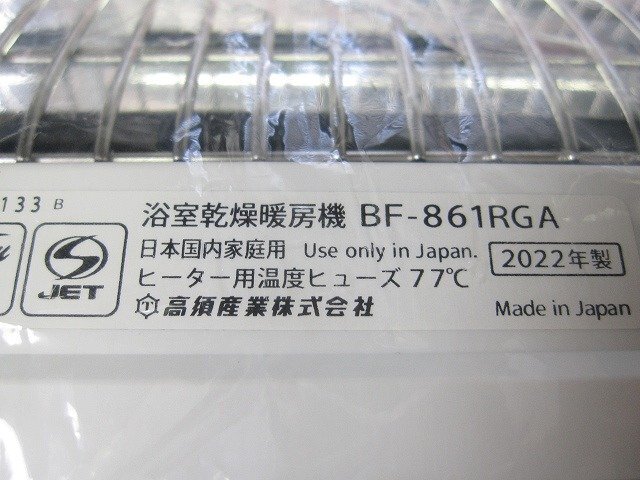 133 B
浴室乾燥暖房機 BF-861RGA
日本国内家庭用 Use only in Japan.
2022年製
JET
ヒーター用温度ヒューズ77℃
T 高須産業株式会社
Made in Japan